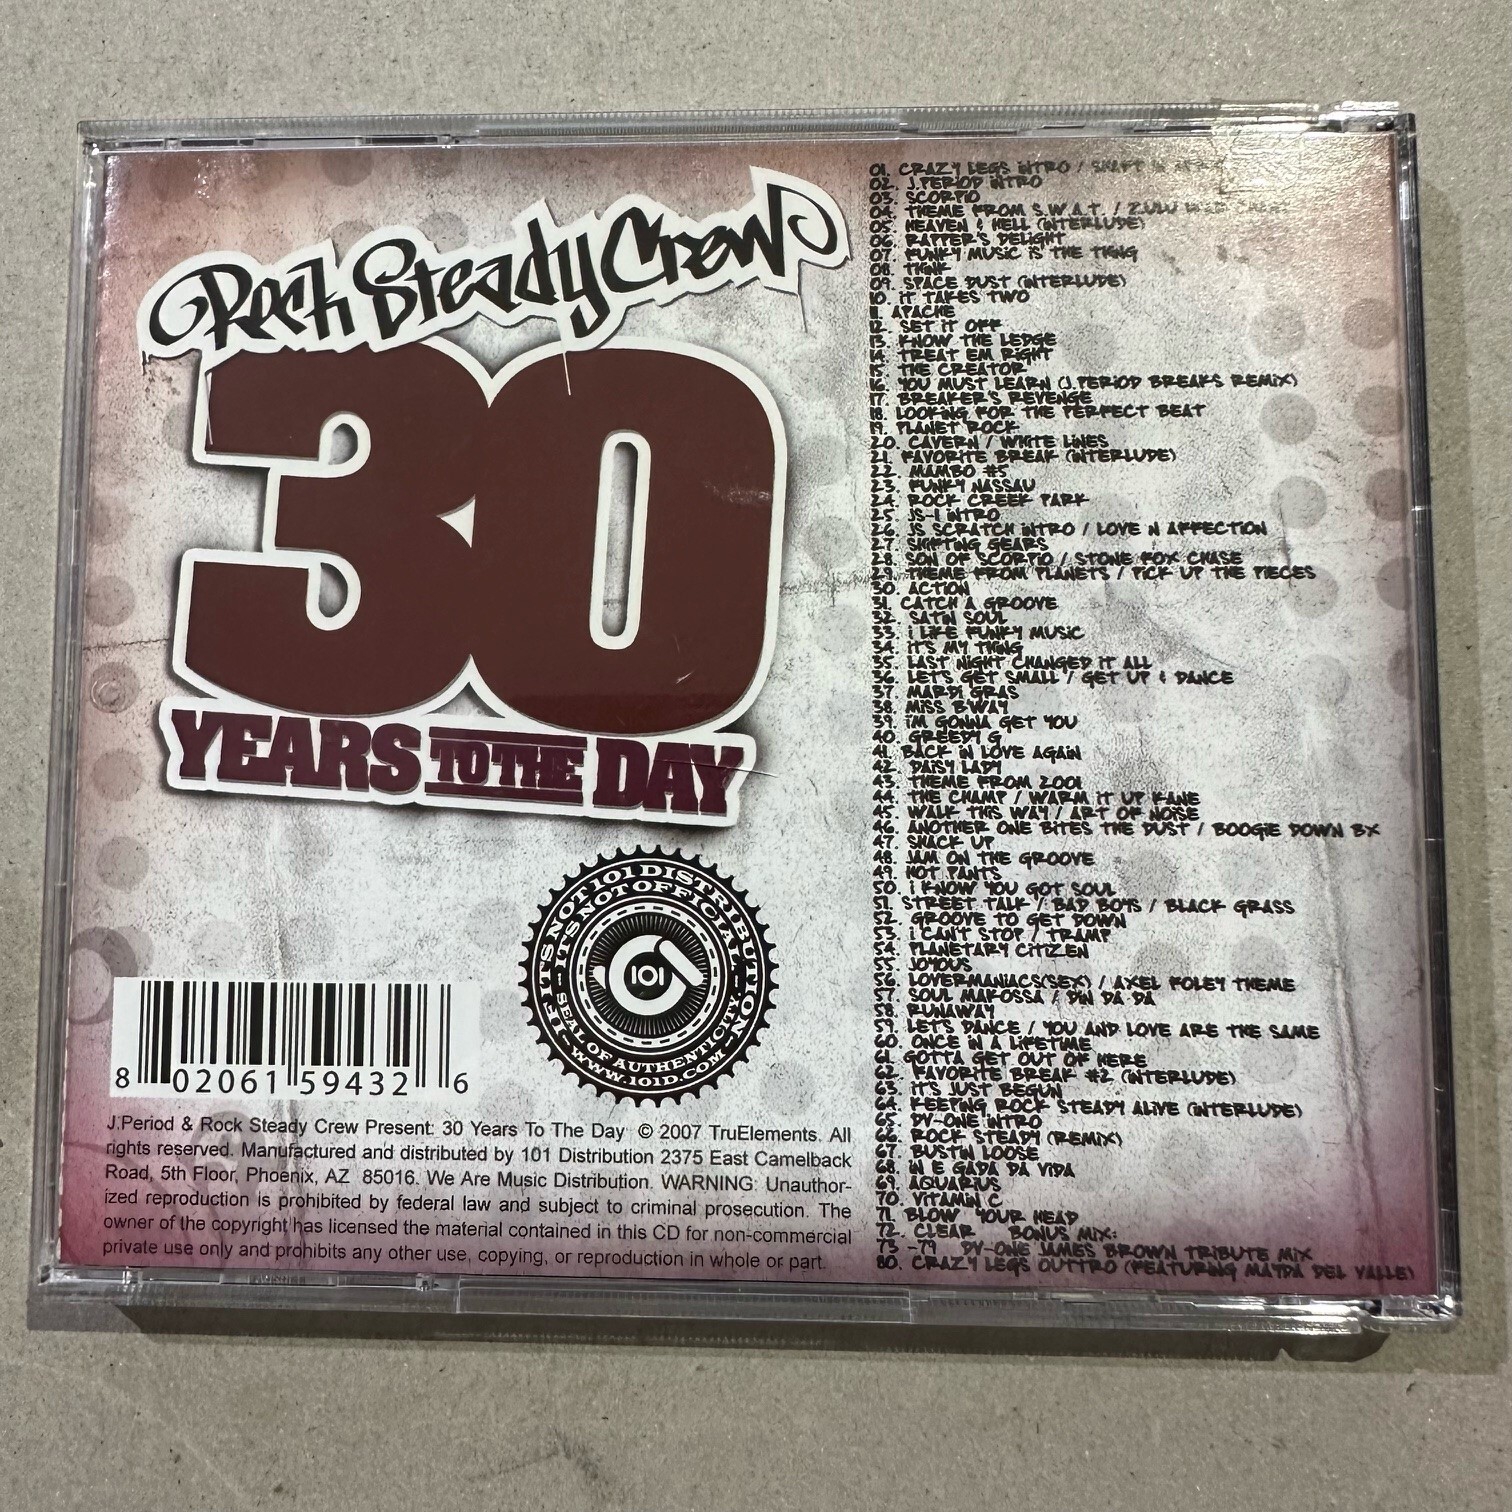 Rock Steady Crew
30
YEARS TO THE DAY
IF IT'S NOT 101 DISTRIBUTION
IT'S NOT OFFICIAL
101
SEAL OF AUTHENTICITY
WWW.101D.COM
8 02061 59432 6
J.Period & Rock Steady Crew Present: 30 Years To The Day © 2007 TruElements. All
rights reserved. Manufactured and distributed by 101 Distribution 2375 East Camelback
Road, 5th Floor, Phoenix, AZ 85016. We Are Music Distribution. WARNING: Unauthor-
ized reproduction is prohibited by federal law and subject to criminal prosecution. The
owner of the copyright has licensed the material contained in this CD for non-commercial
private use only and prohibits any other use, copying, or reproduction in whole or part.
01. CRAZY LEGS INTRO / SHAFT IN
02. J.PERIOD INTRO
03. SCORPIO
04. THEME FROM S.W.A.T. / ZULU
05. HEAVEN & HELL (INTERLUDE)
06. RAPPER'S DELIGHT
07. FUNKY MUSIC IS THE THING
08. THINK
09. SPACE DUST (INTERLUDE)
10. IT TAKES TWO
11. APACHE
12. SET IT OFF
13. KNOW THE LEDGE
14. TREAT EM RIGHT
15. THE CREATOR
16. YOU MUST LEARN (J.PERIOD BREAKS REMIX)
17. BREAKER'S REVENGE
18. LOOKING FOR THE PERFECT BEAT
19. PLANET ROCK
20. CAVERN / WHITE LINES
21. FAVORITE BREAK (INTERLUDE)
22. MAMBO #5
23. FUNKY NASSAU
24. ROCK CREEK PARK
25. JS-1 INTRO
26. JS SCRATCH INTRO / LOVE N AFFECTION
27. SHIFTING GEARS
28. SON OF SCORPIO / STONE FOX CHASE
29. THEME FROM PLANETS / PICK UP THE PIECES
30. ACTION
31. CATCH A GROOVE
32. SATIN SOUL
33. I LIKE FUNKY MUSIC
34. IT'S MY THING
35. LAST NIGHT CHANGED IT ALL
36. LET'S GET SMALL / GET UP & DANCE
37. MARDI GRAS
38. MISS B'WAY
39. I'M GONNA GET YOU
40. GREEDY G
41. BACK IN LOVE AGAIN
42. DAISY LADY
43. THEME FROM 2001
44. THE CHAMP / WARM IT UP KANE
45. WALK THIS WAY / ART OF NOISE
46. ANOTHER ONE BITES THE DUST / BOOGIE DOWN BX
47. SHACK UP
48. JAM ON THE GROOVE
49. HOT PANTS
50. I KNOW YOU GOT SOUL
51. STREET TALK / BAD BOYS / BLACK GRASS
52. GROOVE TO GET DOWN
53. I CAN'T STOP / TRAMP
54. PLANETARY CITIZEN
55. JOYOUS
56. LOVERMANIACS(SEX) / AXEL FOLEY THEME
57. SOUL MAKOSSA / DIN DA DA
58. RUNAWAY
59. LET'S DANCE / YOU AND LOVE ARE THE SAME
60. ONCE IN A LIFETIME
61. GOTTA GET OUT OF HERE
62. FAVORITE BREAK #2 (INTERLUDE)
63. IT'S JUST BEGUN
64. KEEPING ROCK STEADY ALIVE (INTERLUDE)
65. DV-ONE INTRO
66. ROCK STEADY (REMIX)
67. BUSTIN LOOSE
68. IN E GADA DA VIDA
69. AQUARIUS
70. VITAMIN C
71. BLOW YOUR HEAD
72. CLEAR BONUS MIX:
73 -79 DV-ONE JAMES BROWN TRIBUTE MIX
80. CRAZY LEGS OUTTRO (FEATURING MAYDA DEL VALLE)